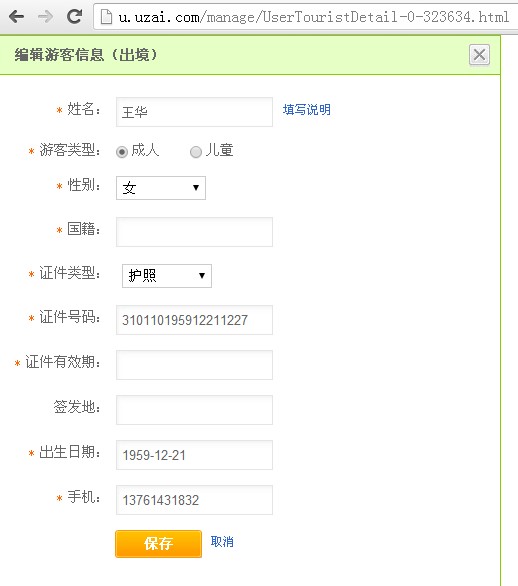 u.uzai.com/manage/UserTouristDetail-0-323634.html
编辑游客信息（出境）
* 姓名： 王华 填写说明
* 游客类型： 成人 儿童
* 性别： 女
* 国籍：
* 证件类型： 护照
* 证件号码： 310110195912211227
* 证件有效期：
签发地：
* 出生日期： 1959-12-21
* 手机： 13761431832
保存 取消